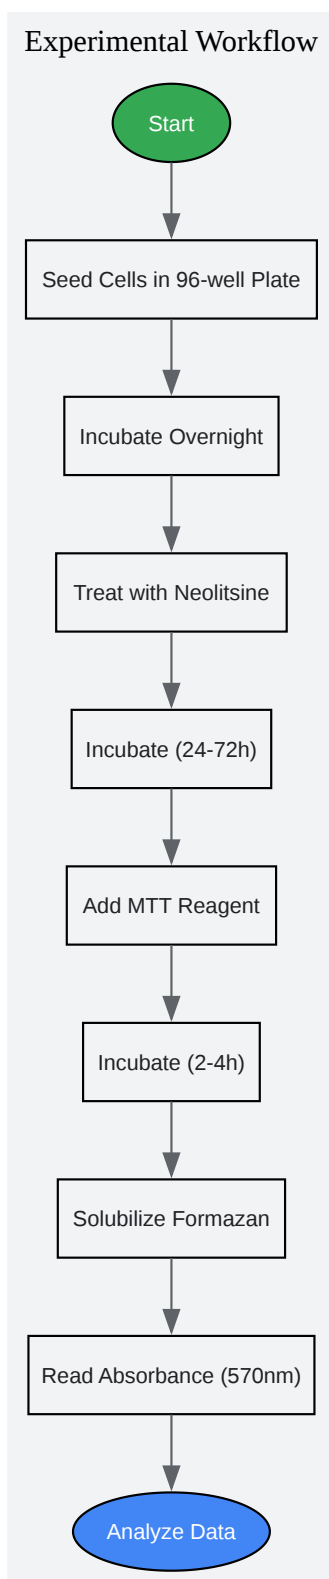 Experimental Workflow
Start
Seed Cells in 96-well Plate
Incubate Overnight
Treat with Neolitsine
Incubate (24-72h)
Add MTT Reagent
Incubate (2-4h)
Solubilize Formazan
Read Absorbance (570nm)
Analyze Data